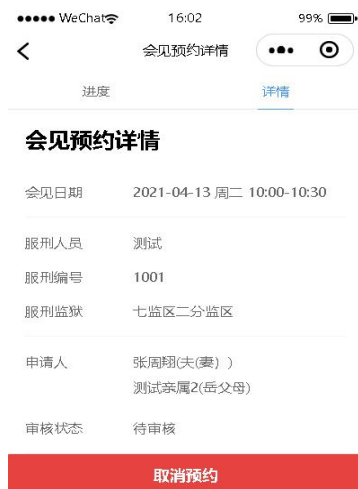 WeChat 16:02 99%
会见预约详情
进度 详情
会见预约详情
会见日期 2021-04-13 周二 10:00-10:30
服刑人员 测试
服刑编号 1001
服刑监狱 七监区二分监区
申请人 张周翔(夫(妻) )
测试亲属2(岳父母)
审核状态 待审核
取消预约